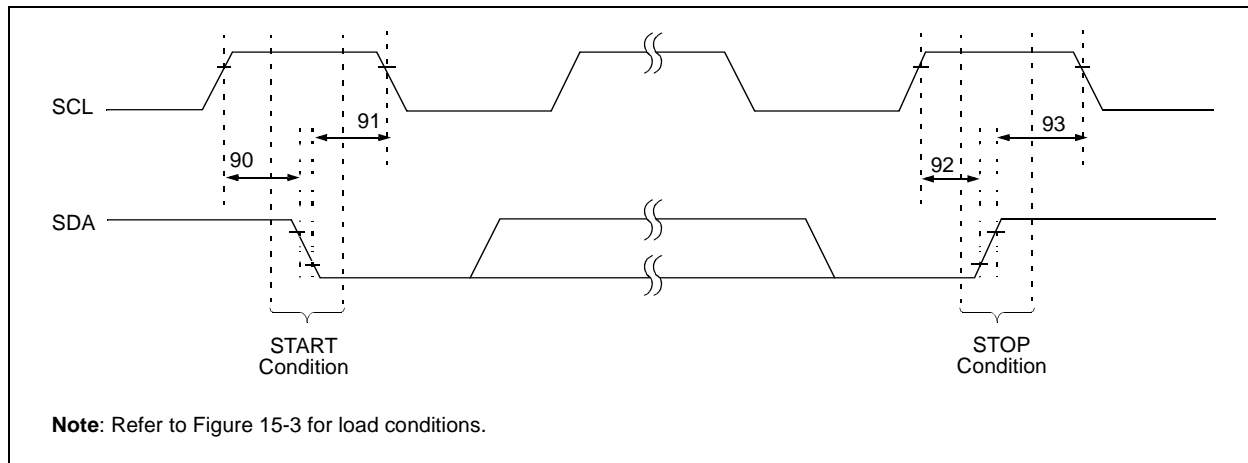 SCL
91
93
90
92
SDA
START
Condition
STOP
Condition
Note: Refer to Figure 15-3 for load conditions.